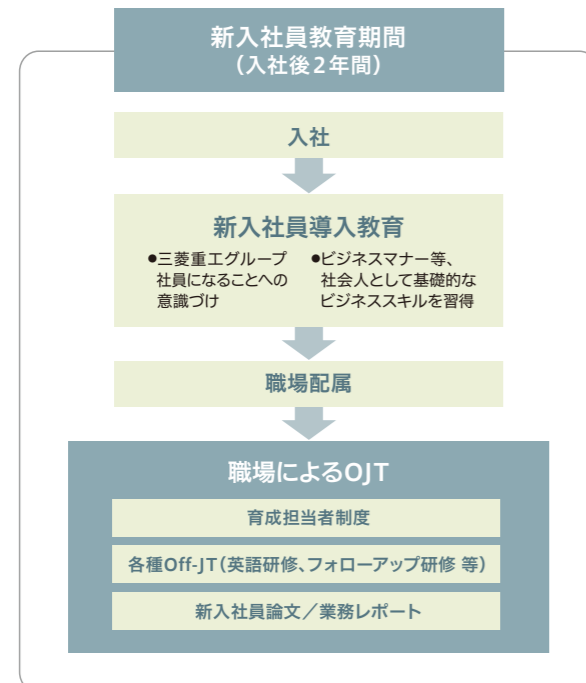 新入社員教育期間
（入社後2年間）
入社
新入社員導入教育
●三菱重工グループ
社員になることへの
意識づけ
●ビジネスマナー等、
社会人として基礎的な
ビジネススキルを習得
職場配属
職場によるOJT
育成担当者制度
各種Off-JT（英語研修、フォローアップ研修 等）
新入社員論文／業務レポート